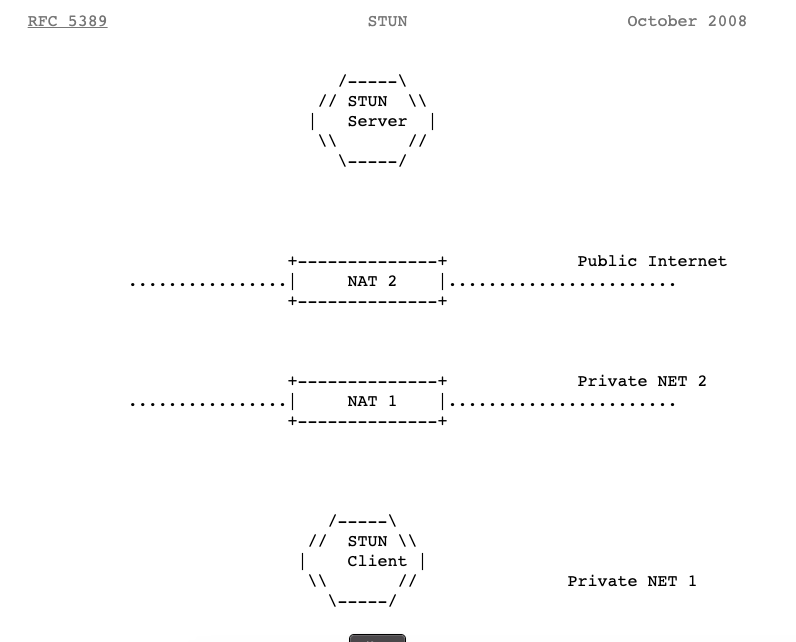 RFC 5389 STUN October 2008
/-----\
// STUN \\
| Server |
\\ //
\-----/
+--------------+ Public Internet
................| NAT 2 |.......................
+--------------+
+--------------+ Private NET 2
................| NAT 1 |.......................
+--------------+
/-----\
// STUN \\
| Client |
\\ // Private NET 1
\-----/